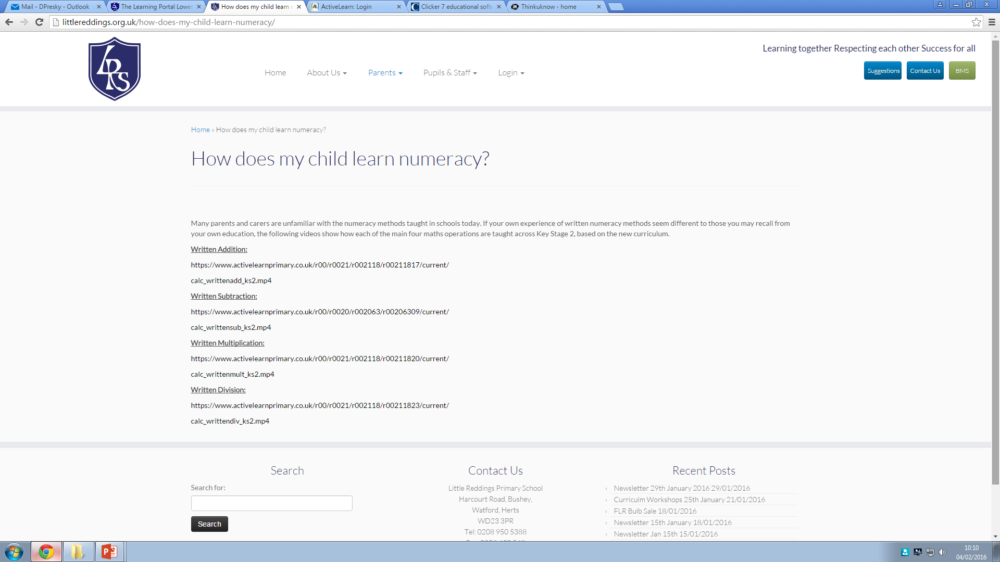 Mail - DPresky - Outlook
The Learning Portal Lower
How does my child learn
ActiveLearn: Login
Clicker 7 educational soft
Thinkuknow - home
littlereddings.org.uk/how-does-my-child-learn-numeracy/
LRS
Learning together Respecting each other Success for all
Home About Us Parents Pupils & Staff Login
Suggestions Contact Us BMS
Home » How does my child learn numeracy?
How does my child learn numeracy?
Many parents and carers are unfamiliar with the numeracy methods taught in schools today. If your own experience of written numeracy methods seem different to those you may recall from
your own education, the following videos show how each of the main four maths operations are taught across Key Stage 2, based on the new curriculum.
Written Addition:
https://www.activelearnprimary.co.uk/r00/r0021/r002118/r00211817/current/
calc_writtenadd_ks2.mp4
Written Subtraction:
https://www.activelearnprimary.co.uk/r00/r0020/r002063/r00206309/current/
calc_writtensub_ks2.mp4
Written Multiplication:
https://www.activelearnprimary.co.uk/r00/r0021/r002118/r00211820/current/
calc_writtenmult_ks2.mp4
Written Division:
https://www.activelearnprimary.co.uk/r00/r0021/r002118/r00211823/current/
calc_writtendiv_ks2.mp4
Search
Search for:
Search
Contact Us
Little Reddings Primary School
Harcourt Road, Bushey,
Watford, Herts
WD23 3PR
Tel: 0208 950 5388
Recent Posts
Newsletter 29th January 2016 29/01/2016
Curriculm Workshops 25th January 21/01/2016
FLR Bulb Sale 18/01/2016
Newsletter 15th January 18/01/2016
Newsletter Jan 15th 15/01/2016
10:10
04/02/2016